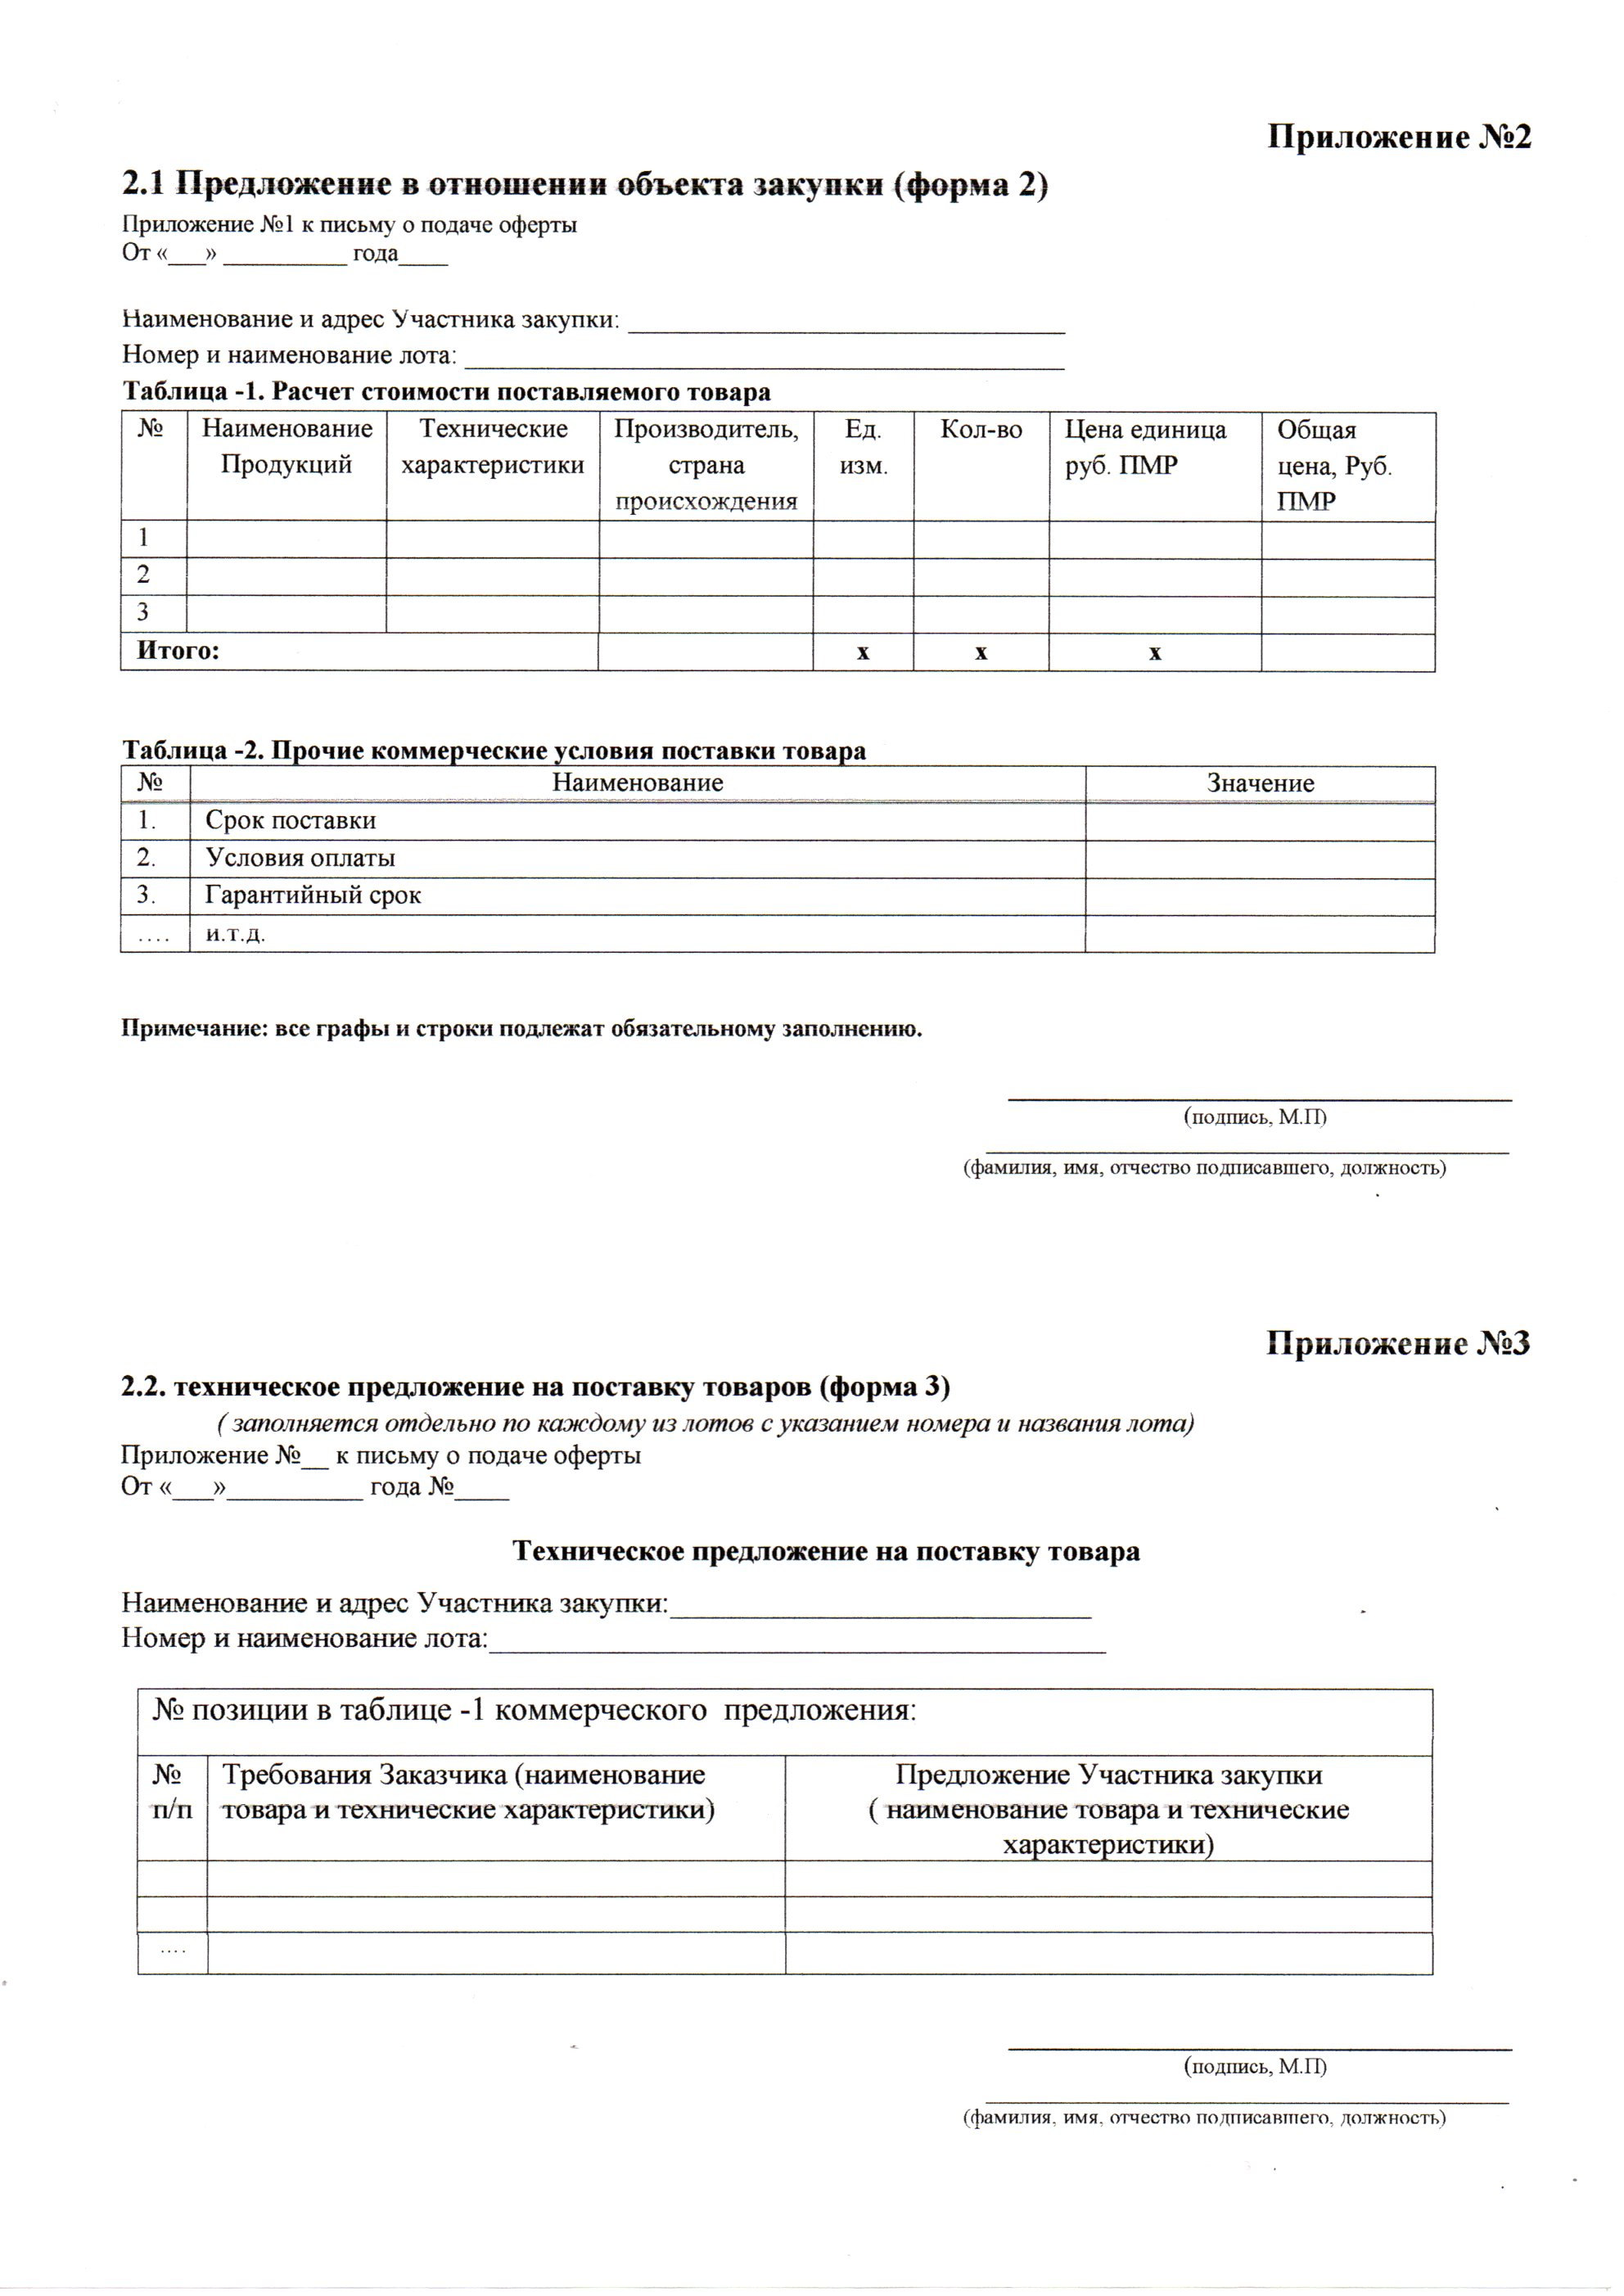 Приложение №2
2.1 Предложение в отношении объекта закупки (форма 2)
Приложение №1 к письму о подаче оферты
От «___» __________ года____
Наименование и адрес Участника закупки: ___________________________________
Номер и наименование лота: ________________________________________________
Таблица -1. Расчет стоимости поставляемого товара
№ Наименование Продукций Технические характеристики Производитель, страна происхождения Ед. изм. Кол-во Цена единица руб. ПМР Общая цена, Руб. ПМР
1
2
3
Итого: х х х
Таблица -2. Прочие коммерческие условия поставки товара
№ Наименование Значение
1. Срок поставки
2. Условия оплаты
3. Гарантийный срок
.... и.т.д.
Примечание: все графы и строки подлежат обязательному заполнению.
(подпись, М.П)
(фамилия, имя, отчество подписавшего, должность)
Приложение №3
2.2. техническое предложение на поставку товаров (форма 3)
( заполняется отдельно по каждому из лотов с указанием номера и названия лота)
Приложение №__ к письму о подаче оферты
От «___»__________ года №____
Техническое предложение на поставку товара
Наименование и адрес Участника закупки:_______________________________
Номер и наименование лота:_____________________________________________
№ позиции в таблице -1 коммерческого предложения:
№ п/п Требования Заказчика (наименование товара и технические характеристики) Предложение Участника закупки ( наименование товара и технические характеристики)
....
(подпись, М.П)
(фамилия, имя, отчество подписавшего, должность)